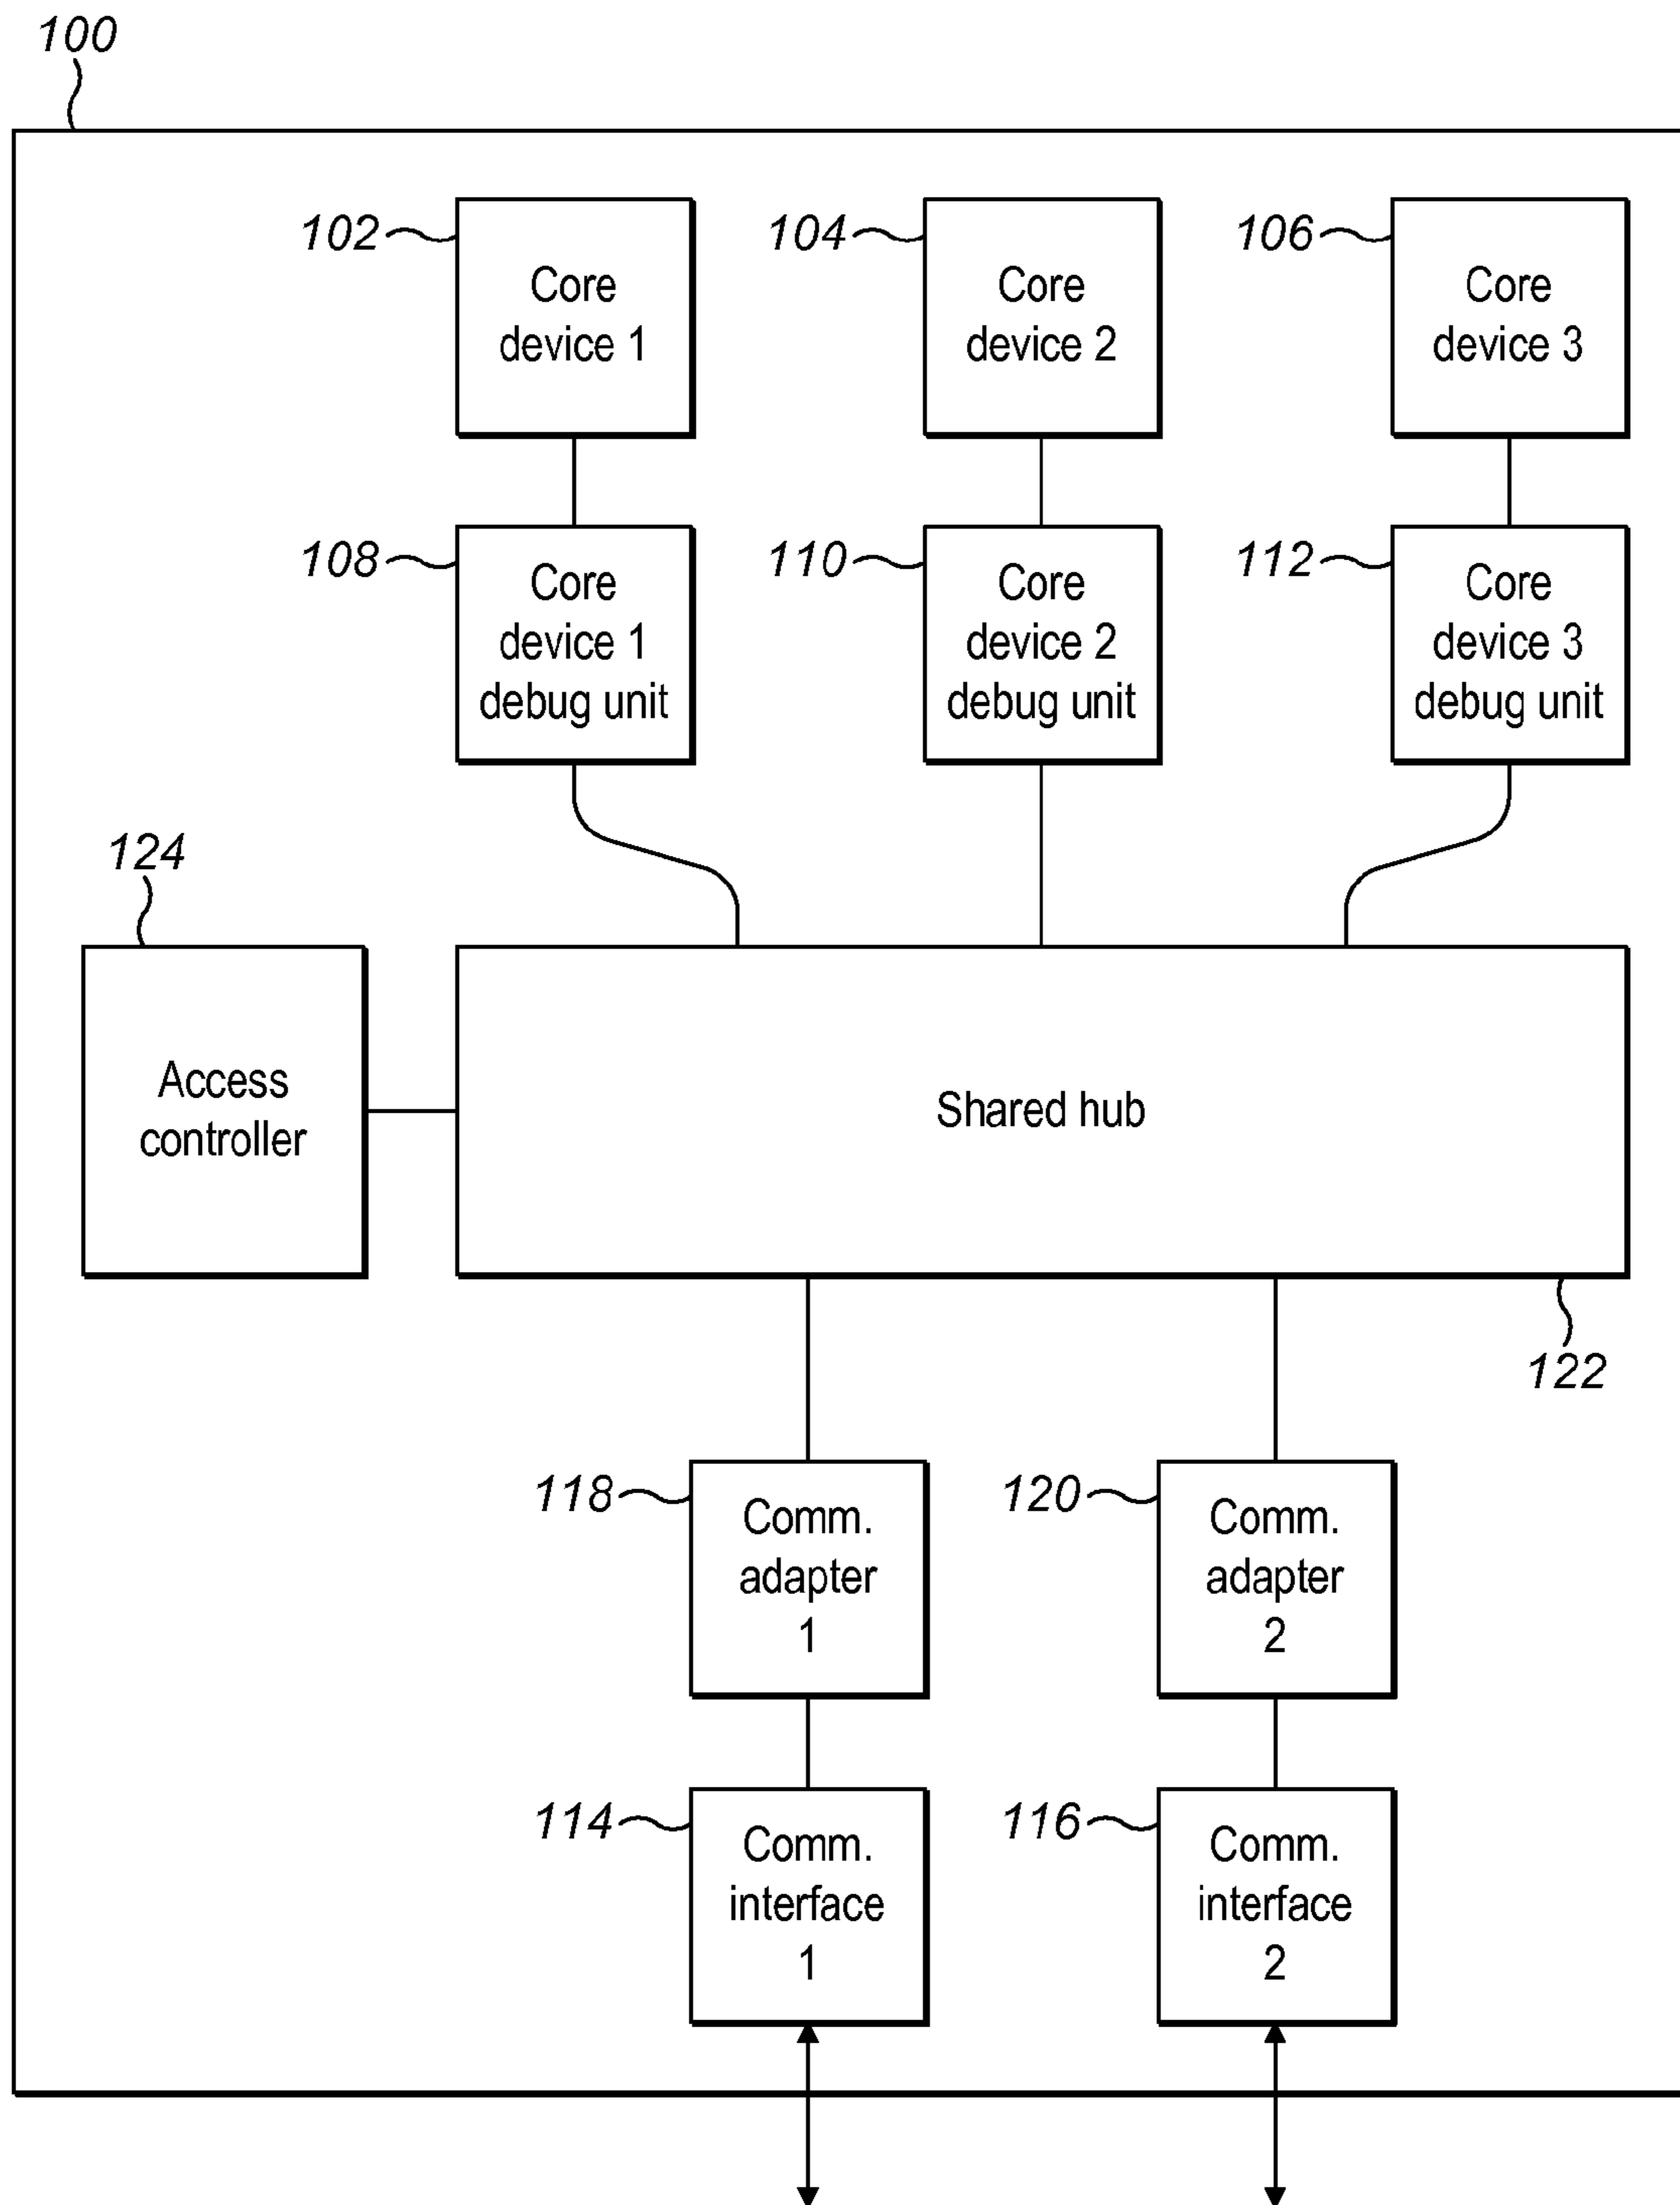 100
102
Core
device 1
104
Core
device 2
106
Core
device 3
108
Core
device 1
debug unit
110
Core
device 2
debug unit
112
Core
device 3
debug unit
124
Access
controller
Shared hub
122
118
Comm.
adapter
1
120
Comm.
adapter
2
114
Comm.
interface
1
116
Comm.
interface
2